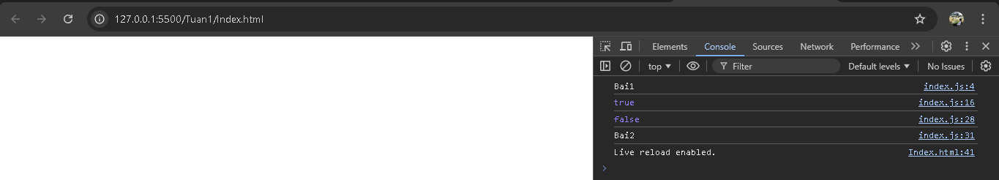 127.0.0.1:5500/Tuan1/Index.html
Elements Console Sources Network Performance
top Filter Default levels No Issues
Bai1 index.js:4
true index.js:16
false index.js:28
Bai2 index.js:31
Live reload enabled. Index.html:41